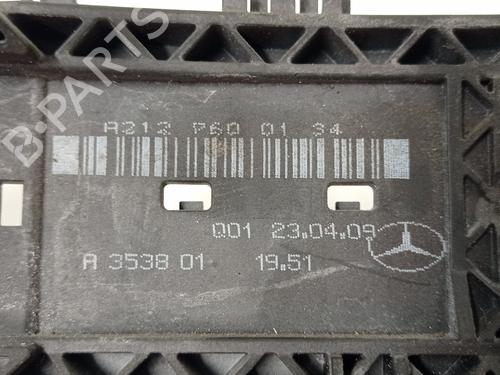 B-PARTS
A212 760 01 34
Q01 23.04.09
A 3538 01 19.51